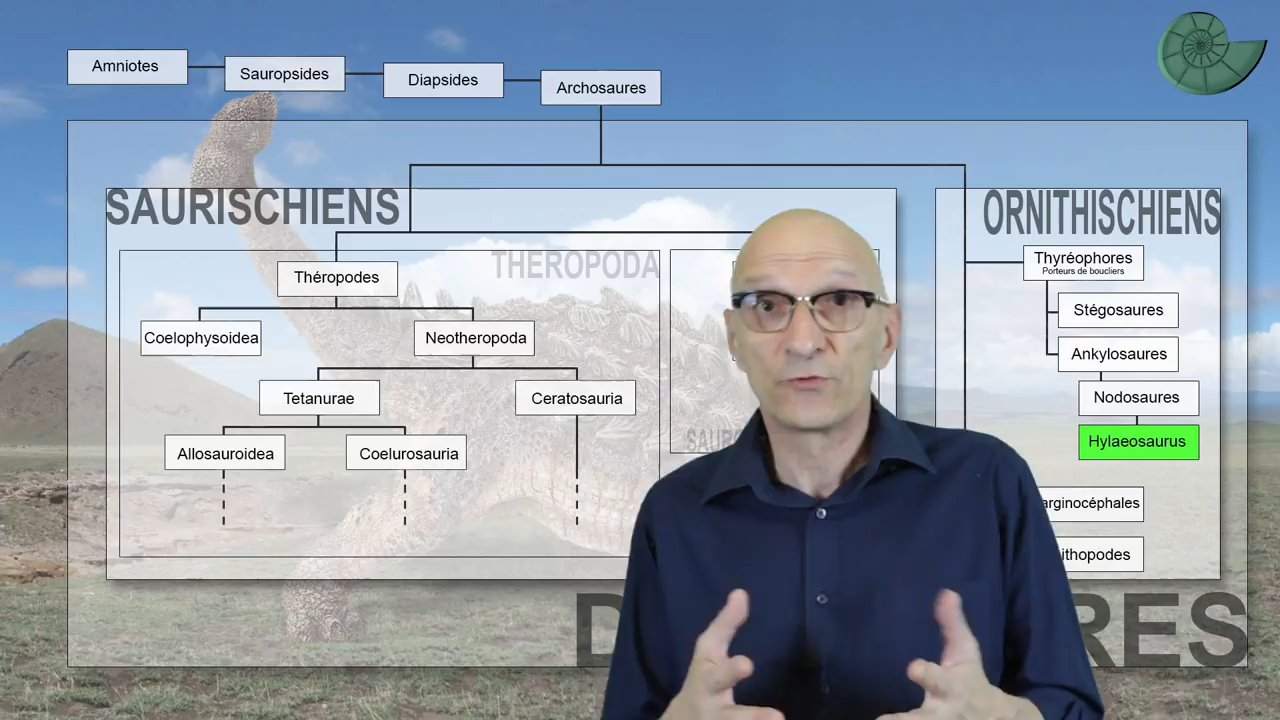 Amniotes
Sauropsides
Diapsides
Archosaures
SAURISCHIENS
ORNITHISCHIENS
THEROPODA
Théropodes
Coelophysoidea
Neotheropoda
Tetanurae
Ceratosauria
Allosauroidea
Coelurosauria
Thyréophores
Porteurs de boucliers
Stégosaures
Ankylosaures
Nodosaures
Hylaeosaurus